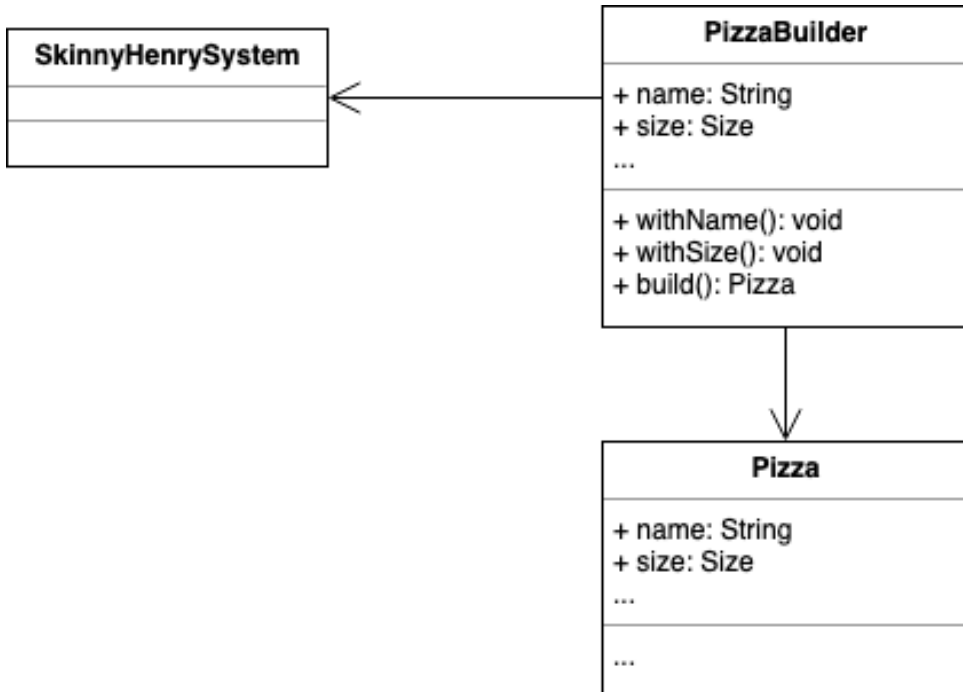 SkinnyHenrySystem
PizzaBuilder
+ name: String
+ size: Size
...
+ withName(): void
+ withSize(): void
+ build(): Pizza
Pizza
+ name: String
+ size: Size
...
...